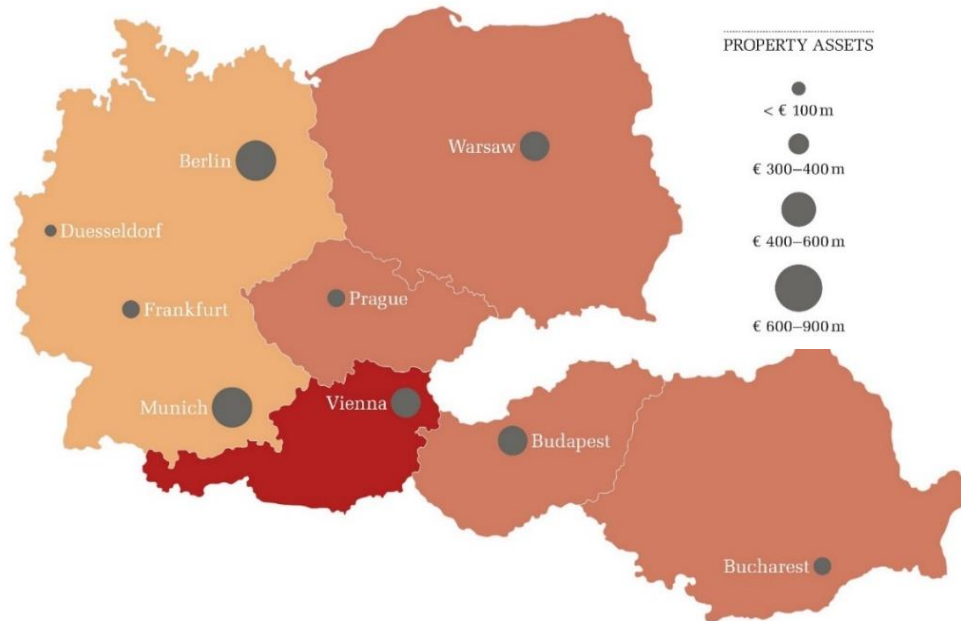 PROPERTY ASSETS
< € 100 m
€ 300–400 m
€ 400–600 m
€ 600–900 m
Berlin
Warsaw
Duesseldorf
Frankfurt
Prague
Munich
Vienna
Budapest
Bucharest